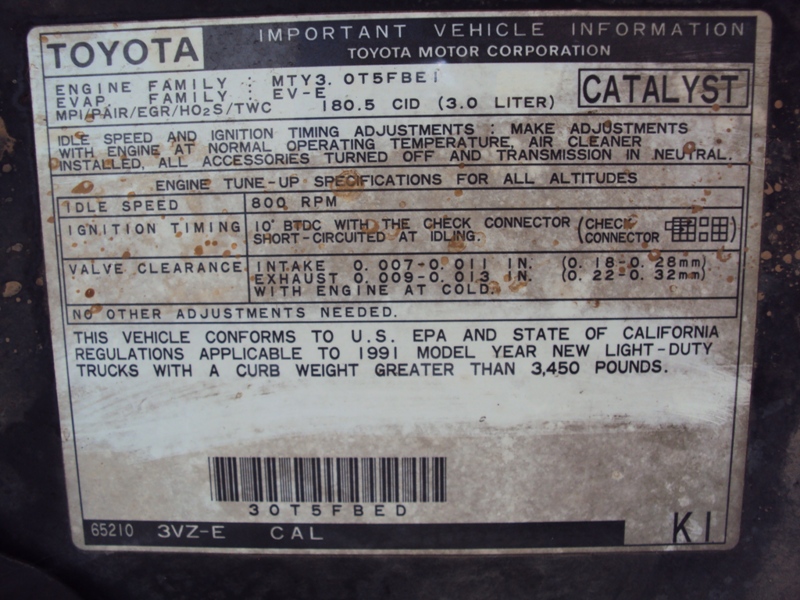 TOYOTA
IMPORTANT VEHICLE INFORMATION
TOYOTA MOTOR CORPORATION
ENGINE FAMILY : MTY3. 0T5FBE1
EVAP. FAMILY : EV-E
MPI/PAIR/EGR/HO2S/TWC 180.5 CID (3.0 LITER)
CATALYST
IDLE SPEED AND IGNITION TIMING ADJUSTMENTS : MAKE ADJUSTMENTS
WITH ENGINE AT NORMAL OPERATING TEMPERATURE, AIR CLEANER
INSTALLED, ALL ACCESSORIES TURNED OFF AND TRANSMISSION IN NEUTRAL.
ENGINE TUNE-UP SPECIFICATIONS FOR ALL ALTITUDES
IDLE SPEED 800 RPM
IGNITION TIMING 10° BTDC WITH THE CHECK CONNECTOR
SHORT-CIRCUITED AT IDLING.
(CHECK
CONNECTOR )
VALVE CLEARANCE INTAKE 0.007-0.011 IN. (0.18-0.28mm)
EXHAUST 0.009-0.013 IN. (0.22-0.32mm)
WITH ENGINE AT COLD.
NO OTHER ADJUSTMENTS NEEDED.
THIS VEHICLE CONFORMS TO U.S. EPA AND STATE OF CALIFORNIA
REGULATIONS APPLICABLE TO 1991 MODEL YEAR NEW LIGHT-DUTY
TRUCKS WITH A CURB WEIGHT GREATER THAN 3,450 POUNDS.
30T5FBED
65210 3VZ-E CAL
KI